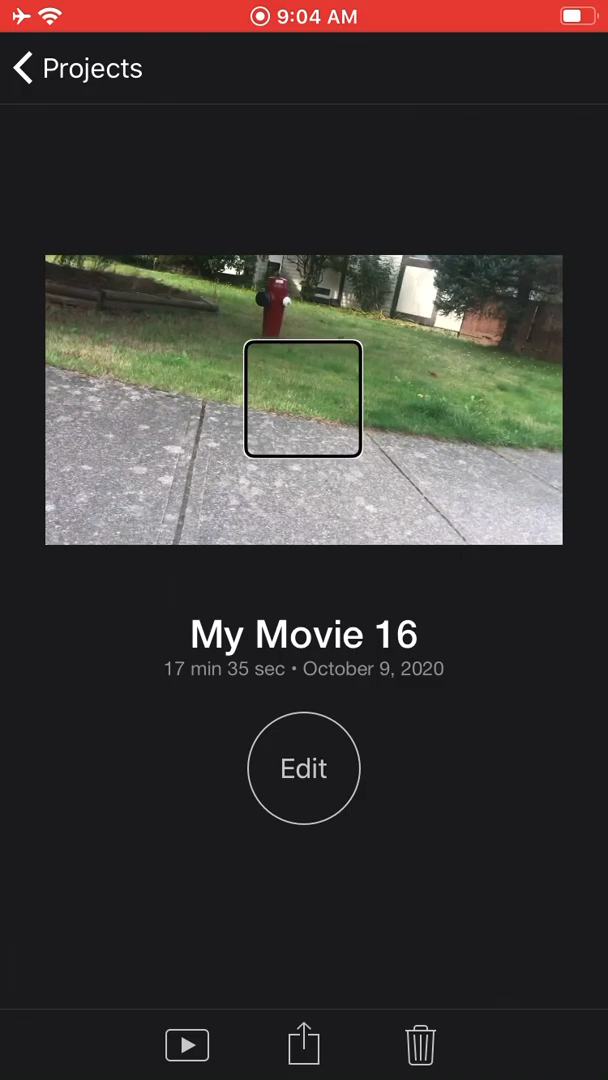 9:04 AM
Projects
My Movie 16
17 min 35 sec • October 9, 2020
Edit